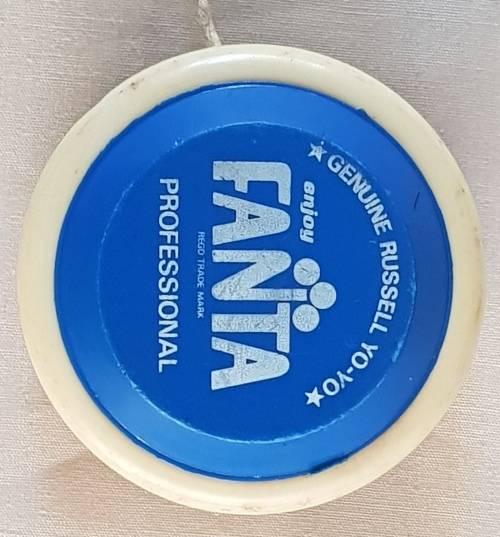 ★ GENUINE RUSSELL YO-YO ★
enjoy
FANTA
REGD TRADE MARK
PROFESSIONAL